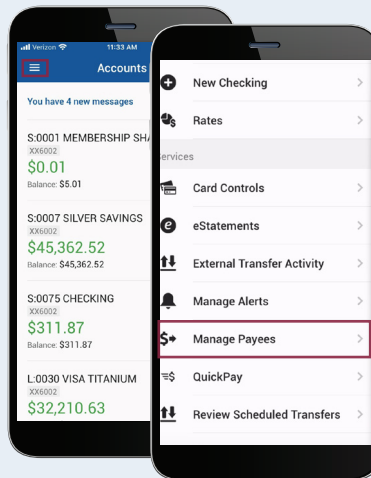 Verizon
11:33 AM
Accounts
You have 4 new messages
S:0001 MEMBERSHIP
XX6002
$0.01
Balance: $5.01
S:0007 SILVER SAVINGS
XX6002
$45,362.52
Balance: $45,362.52
S:0075 CHECKING
XX6002
$311.87
Balance: $311.87
L:0030 VISA TITANIUM
XX6002
$32,210.63
New Checking
Rates
Services
Card Controls
eStatements
External Transfer Activity
Manage Alerts
Manage Payees
QuickPay
Review Scheduled Transfers